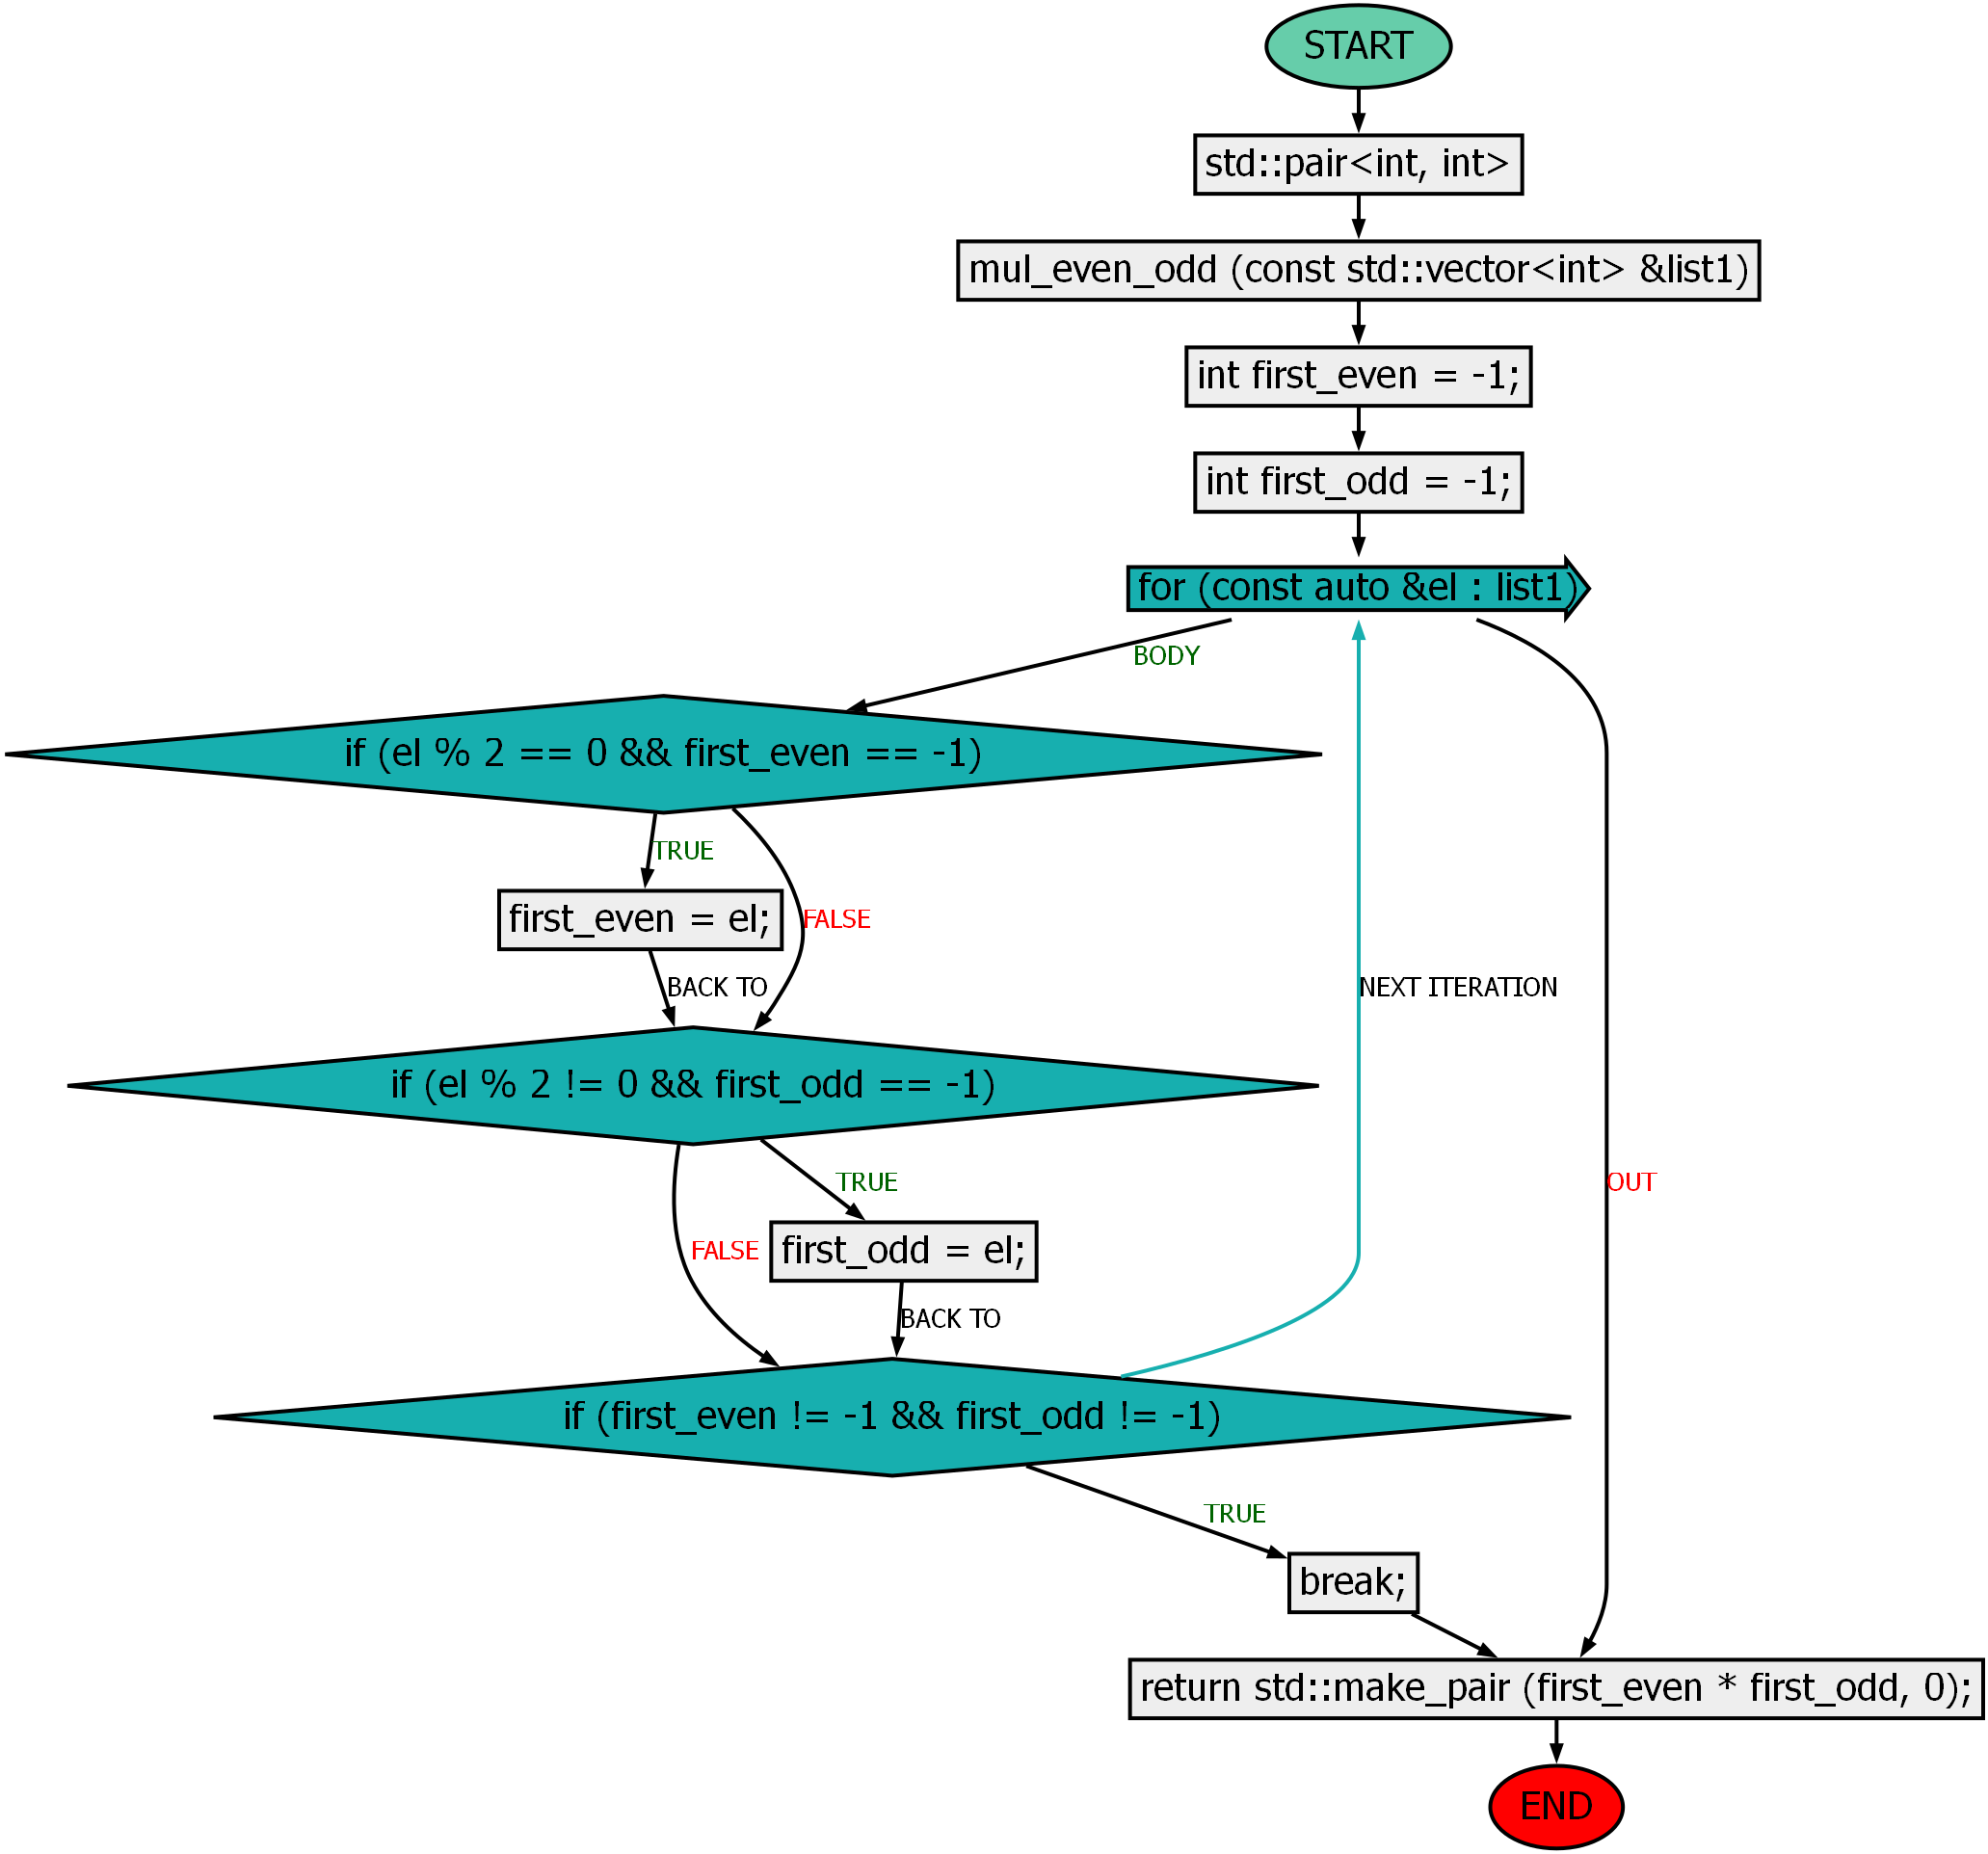 START
std::pair<int, int>
mul_even_odd (const std::vector<int> &list1)
int first_even = -1;
int first_odd = -1;
for (const auto &el : list1)
BODY
if (el % 2 == 0 && first_even == -1)
TRUE
first_even = el;
FALSE
BACK TO
NEXT ITERATION
if (el % 2 != 0 && first_odd == -1)
TRUE
OUT
FALSE
first_odd = el;
BACK TO
if (first_even != -1 && first_odd != -1)
TRUE
break;
return std::make_pair (first_even * first_odd, 0);
END